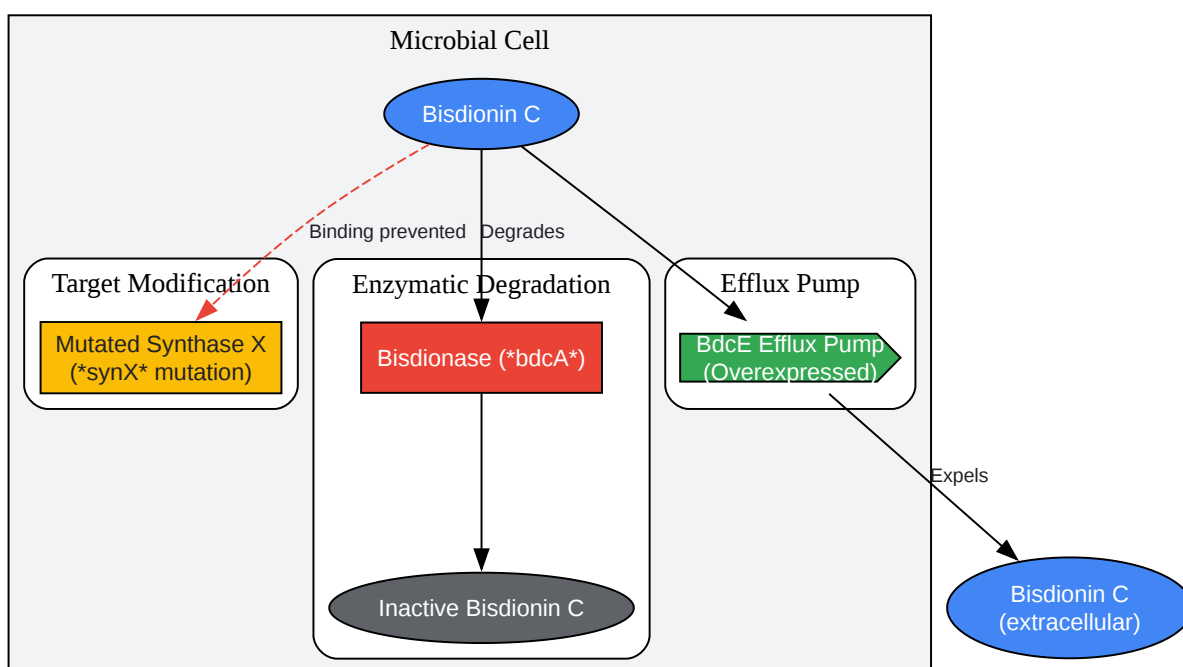 Microbial Cell
Bisdionin C
Binding prevented
Degrades
Target Modification
Enzymatic Degradation
Efflux Pump
Mutated Synthase X
(*synX* mutation)
Bisdionase (*bdcA*)
BdcE Efflux Pump
(Overexpressed)
Expels
Inactive Bisdionin C
Bisdionin C
(extracellular)